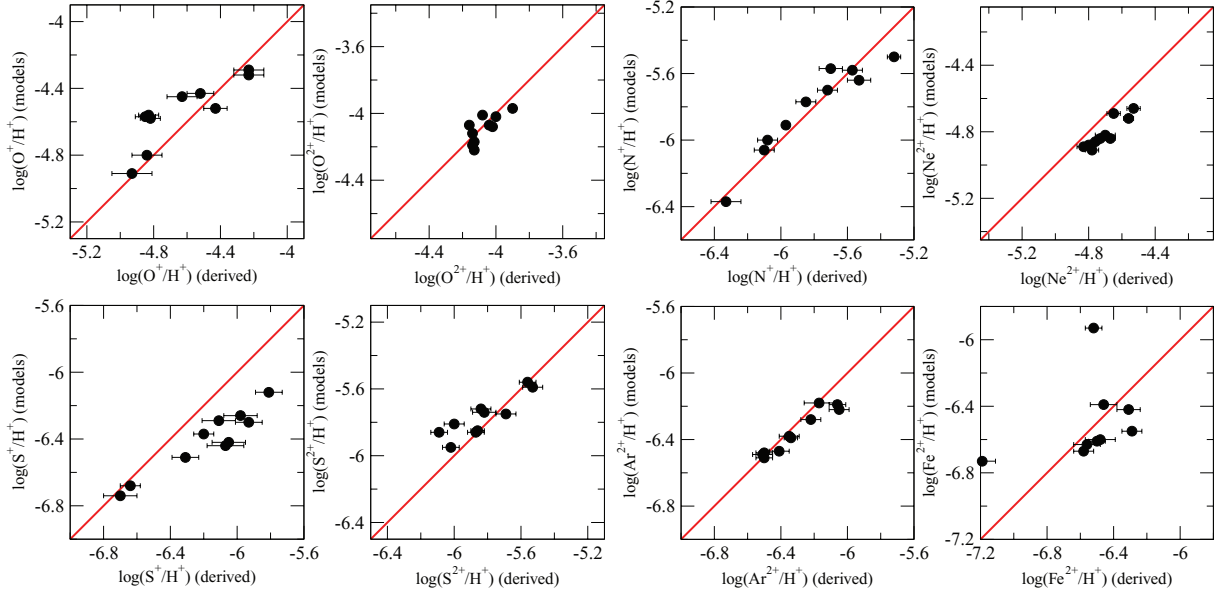 log(O⁺/H⁺) (models)
-4
-4.4
-4.8
-5.2
-5.2 -4.8 -4.4 -4
log(O⁺/H⁺) (derived)
log(O²⁺/H⁺) (models)
-3.6
-4
-4.4
-4.4 -4 -3.6
log(O²⁺/H⁺) (derived)
log(N⁺/H⁺) (models)
-5.2
-5.6
-6
-6.4
-6.4 -6 -5.6 -5.2
log(N⁺/H⁺) (derived)
log(Ne²⁺/H⁺) (models)
-4.4
-4.8
-5.2
-5.2 -4.8 -4.4
log(Ne²⁺/H⁺) (derived)
log(S⁺/H⁺) (models)
-5.6
-6
-6.4
-6.8
-6.8 -6.4 -6 -5.6
log(S⁺/H⁺) (derived)
log(S²⁺/H⁺) (models)
-5.2
-5.6
-6
-6.4
-6 -5.6 -5.2
log(S²⁺/H⁺) (derived)
log(Ar²⁺/H⁺) (models)
-5.6
-6
-6.4
-6.8
-6.8 -6.4 -6 -5.6
log(Ar²⁺/H⁺) (derived)
log(Fe²⁺/H⁺) (models)
-6
-6.4
-6.8
-7.2
-7.2 -6.8 -6.4 -6
log(Fe²⁺/H⁺) (derived)